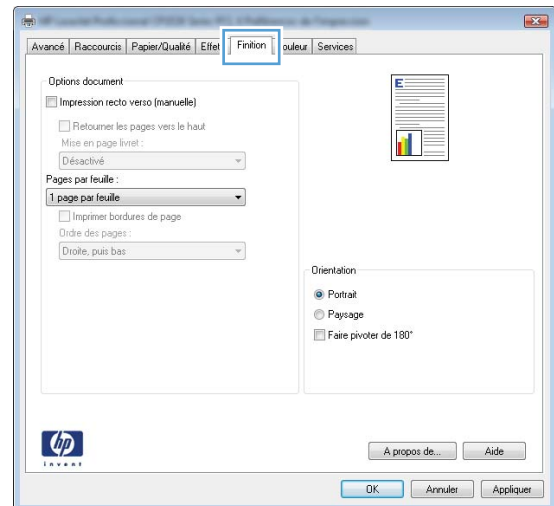 Avancé Raccourcis Papier/Qualité Effet Finition ouleur Services
Options document
Impression recto verso (manuelle)
Retourner les pages vers le haut
Mise en page livret :
Désactivé
Pages par feuille :
1 page par feuille
Imprimer bordures de page
Ordre des pages :
Droite, puis bas
E
Orientation
Portrait
Paysage
Faire pivoter de 180°
hp
invent
A propos de... Aide
OK Annuler Appliquer